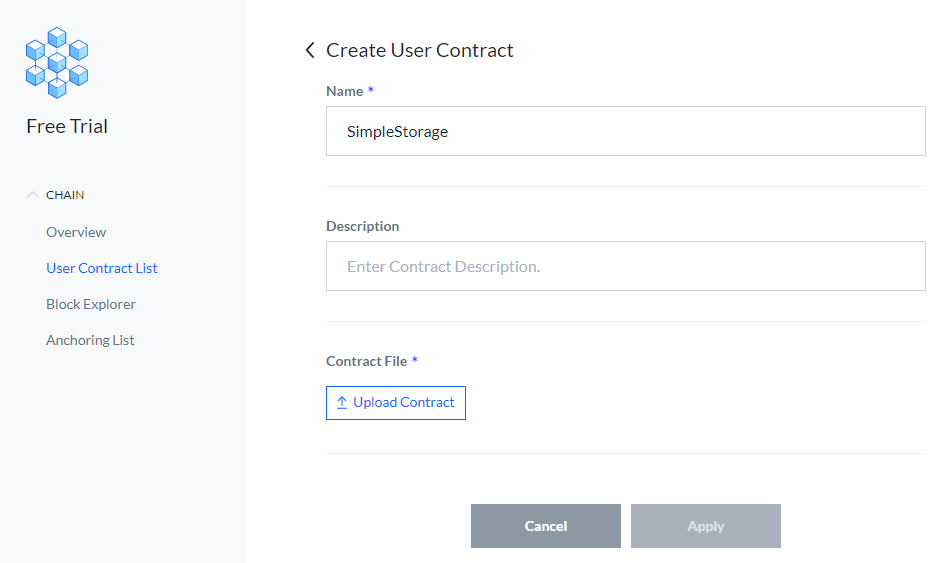 Free Trial
CHAIN
Overview
User Contract List
Block Explorer
Anchoring List
Create User Contract
Name *
SimpleStorage
Description
Enter Contract Description.
Contract File *
Upload Contract
Cancel
Apply